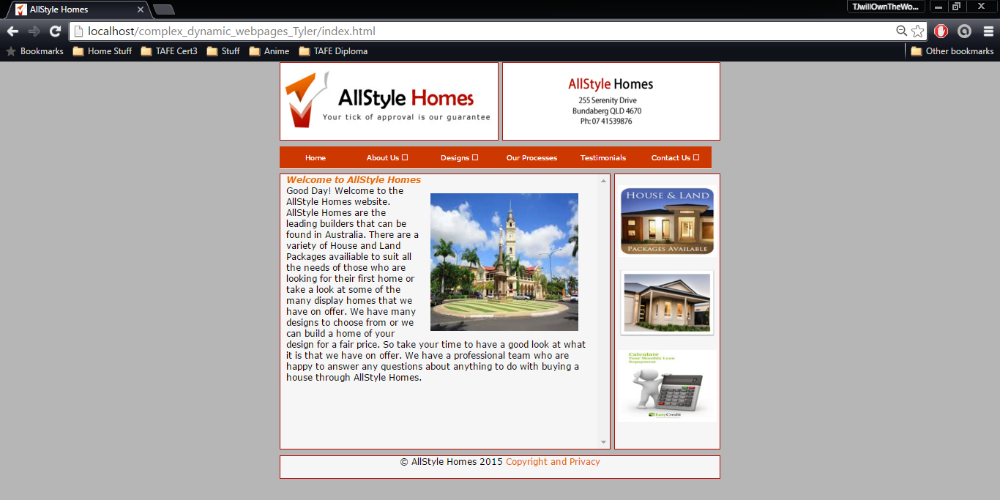 AllStyle Homes
TJwillOwnTheWo...
localhost/complex_dynamic_webpages_Tyler/index.html
Bookmarks Home Stuff TAFE Cert3 Stuff Anime TAFE Diploma Other bookmarks
AllStyle Homes
Your tick of approval is our guarantee
AllStyle Homes
255 Serenity Drive
Bundaberg QLD 4670
Ph: 07 41539876
Home About Us ☐ Designs ☐ Our Processes Testimonials Contact Us ☐
Welcome to AllStyle Homes
Good Day! Welcome to the
AllStyle Homes website.
AllStyle Homes are the
leading builders that can be
found in Australia. There are a
variety of House and Land
Packages availiable to suit all
the needs of those who are
looking for their first home or
take a look at some of the
many display homes that we
have on offer. We have many
designs to choose from or we
can build a home of your
design for a fair price. So take your time to have a good look at what
it is that we have on offer. We have a professional team who are
happy to answer any questions about anything to do with buying a
house through AllStyle Homes.
HOUSE & LAND
PACKAGES AVAILABLE
Calculate
Your Monthly Loan
Repayment
EasyCredit
© AllStyle Homes 2015 Copyright and Privacy